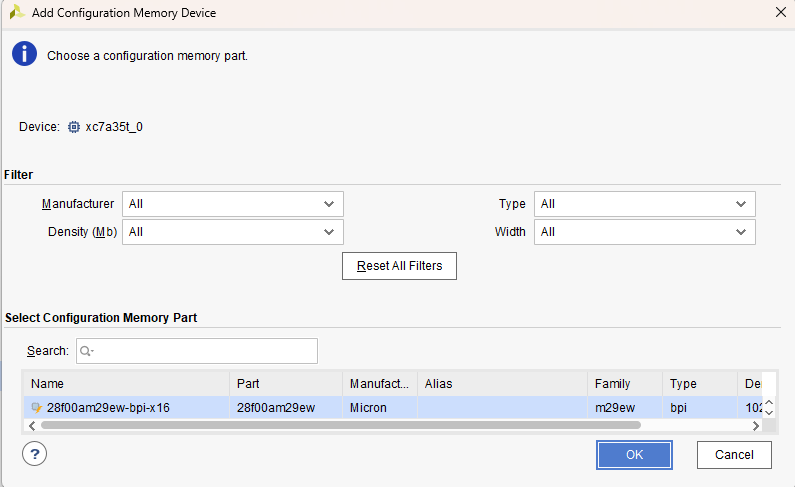 Add Configuration Memory Device
Choose a configuration memory part.
Device: xc7a35t_0
Filter
Manufacturer All Type All
Density (Mb) All Width All
Reset All Filters
Select Configuration Memory Part
Search:
Name Part Manufact... Alias Family Type De
28f00am29ew-bpi-x16 28f00am29ew Micron m29ew bpi 102
? OK Cancel